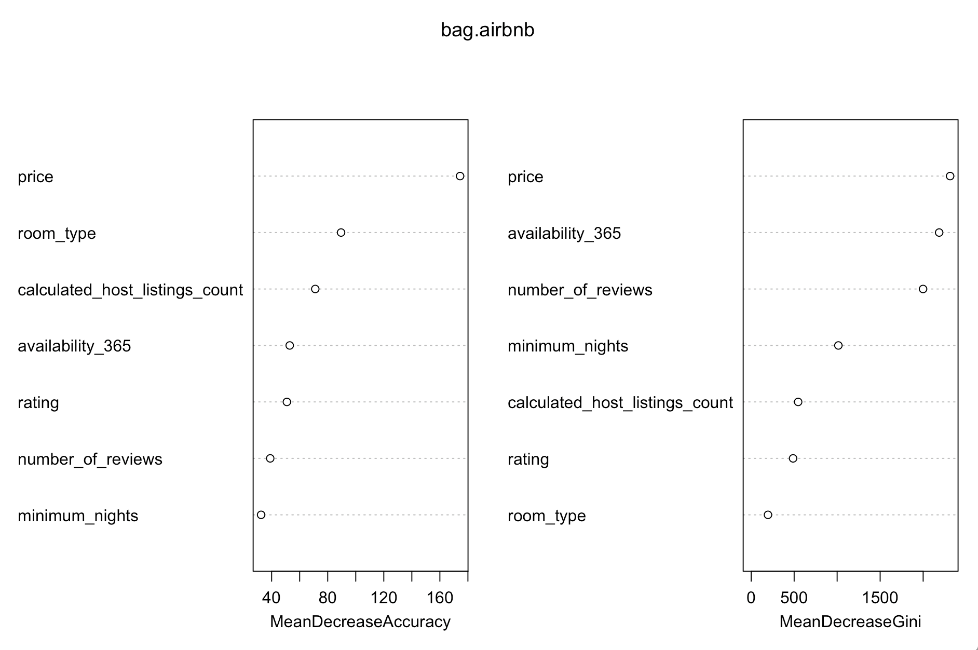 bag.airbnb
price
room_type
calculated_host_listings_count
availability_365
rating
number_of_reviews
minimum_nights
40 80 120 160
MeanDecreaseAccuracy
price
availability_365
number_of_reviews
minimum_nights
calculated_host_listings_count
rating
room_type
0 500 1500
MeanDecreaseGini